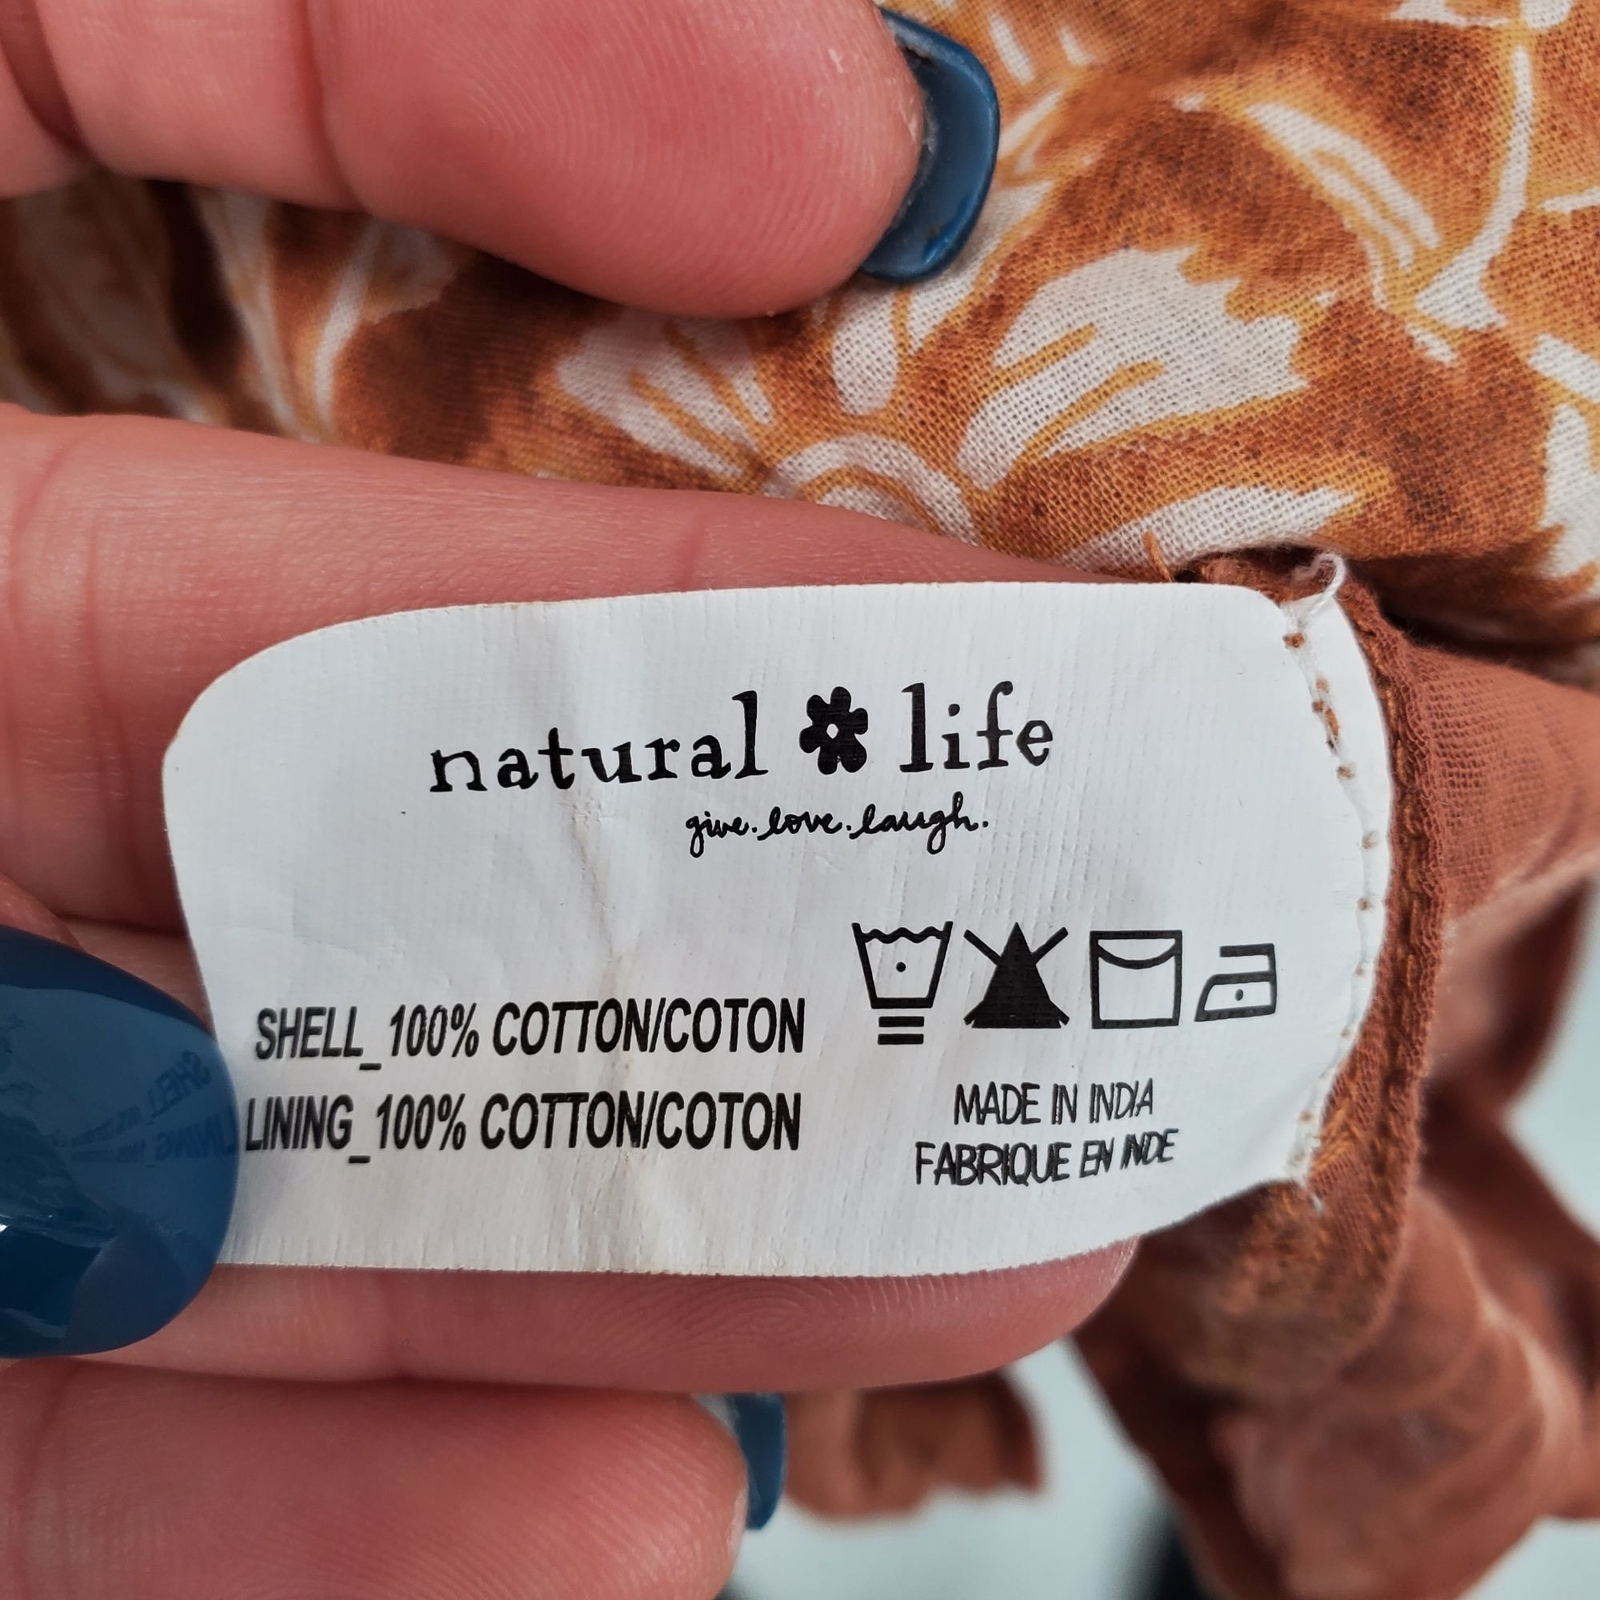 natural life
give. love. laugh.
SHELL_100% COTTON/COTON
LINING_100% COTTON/COTON
MADE IN INDIA
FABRIQUE EN INDE